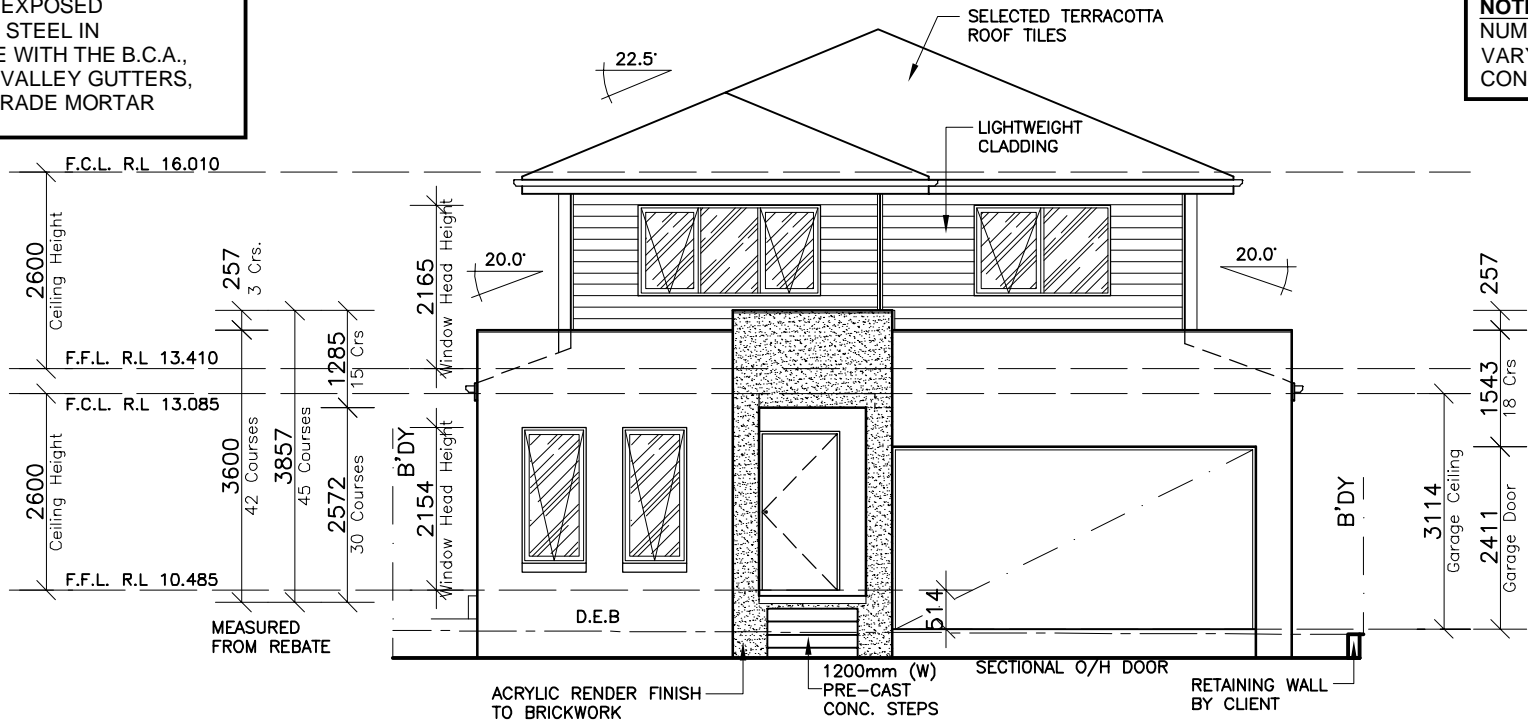 EXPOSED
STEEL IN
E WITH THE B.C.A.,
VALLEY GUTTERS,
RADE MORTAR
NUM
VARY
CON
SELECTED TERRACOTTA
ROOF TILES
22.5°
LIGHTWEIGHT
CLADDING
F.C.L. R.L 16.010
2600
Ceiling Height
257
3 Crs.
2165
Window Head Height
20.0°
20.0°
257
F.F.L. R.L 13.410
F.C.L. R.L 13.085
1285
15 Crs
1543
18 Crs
2600
Ceiling Height
3600
42 Courses
3857
45 Courses
2572
30 Courses
B'DY
2154
Window Head Height
B'DY
3114
Garage Ceiling
2411
Garage Door
F.F.L. R.L 10.485
514
D.E.B
MEASURED
FROM REBATE
SECTIONAL O/H DOOR
1200mm (W)
PRE-CAST
CONC. STEPS
ACRYLIC RENDER FINISH
TO BRICKWORK
RETAINING WALL
BY CLIENT